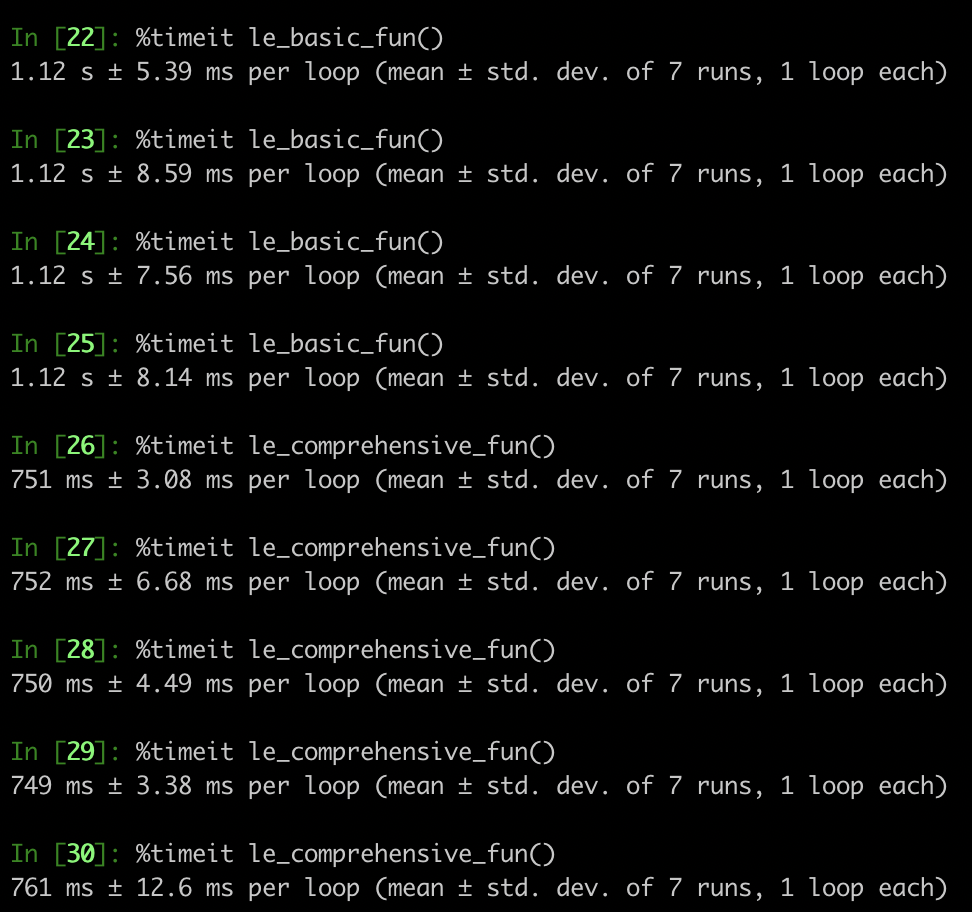 In [22]: %timeit le_basic_fun()
1.12 s ± 5.39 ms per loop (mean ± std. dev. of 7 runs, 1 loop each)
In [23]: %timeit le_basic_fun()
1.12 s ± 8.59 ms per loop (mean ± std. dev. of 7 runs, 1 loop each)
In [24]: %timeit le_basic_fun()
1.12 s ± 7.56 ms per loop (mean ± std. dev. of 7 runs, 1 loop each)
In [25]: %timeit le_basic_fun()
1.12 s ± 8.14 ms per loop (mean ± std. dev. of 7 runs, 1 loop each)
In [26]: %timeit le_comprehensive_fun()
751 ms ± 3.08 ms per loop (mean ± std. dev. of 7 runs, 1 loop each)
In [27]: %timeit le_comprehensive_fun()
752 ms ± 6.68 ms per loop (mean ± std. dev. of 7 runs, 1 loop each)
In [28]: %timeit le_comprehensive_fun()
750 ms ± 4.49 ms per loop (mean ± std. dev. of 7 runs, 1 loop each)
In [29]: %timeit le_comprehensive_fun()
749 ms ± 3.38 ms per loop (mean ± std. dev. of 7 runs, 1 loop each)
In [30]: %timeit le_comprehensive_fun()
761 ms ± 12.6 ms per loop (mean ± std. dev. of 7 runs, 1 loop each)